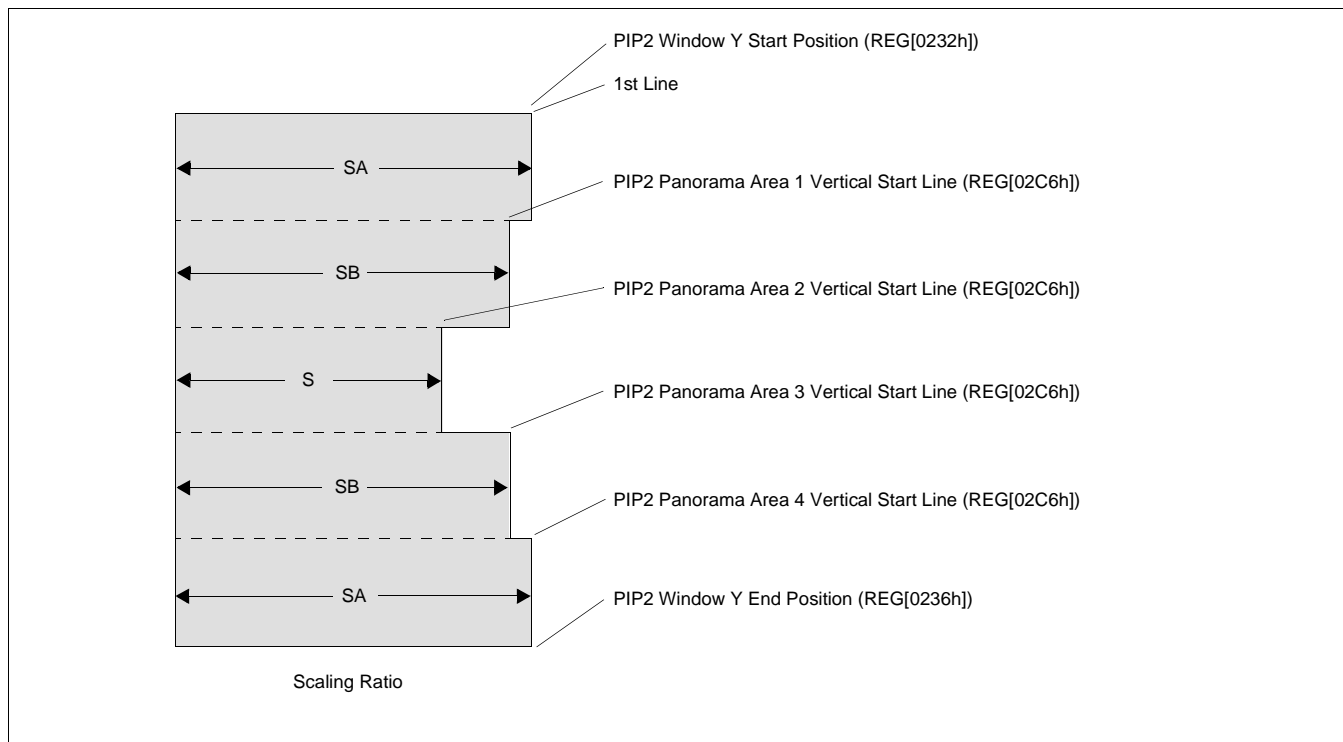 PIP2 Window Y Start Position (REG[0232h])
1st Line
SA
PIP2 Panorama Area 1 Vertical Start Line (REG[02C6h])
SB
PIP2 Panorama Area 2 Vertical Start Line (REG[02C6h])
S
PIP2 Panorama Area 3 Vertical Start Line (REG[02C6h])
SB
PIP2 Panorama Area 4 Vertical Start Line (REG[02C6h])
SA
PIP2 Window Y End Position (REG[0236h])
Scaling Ratio